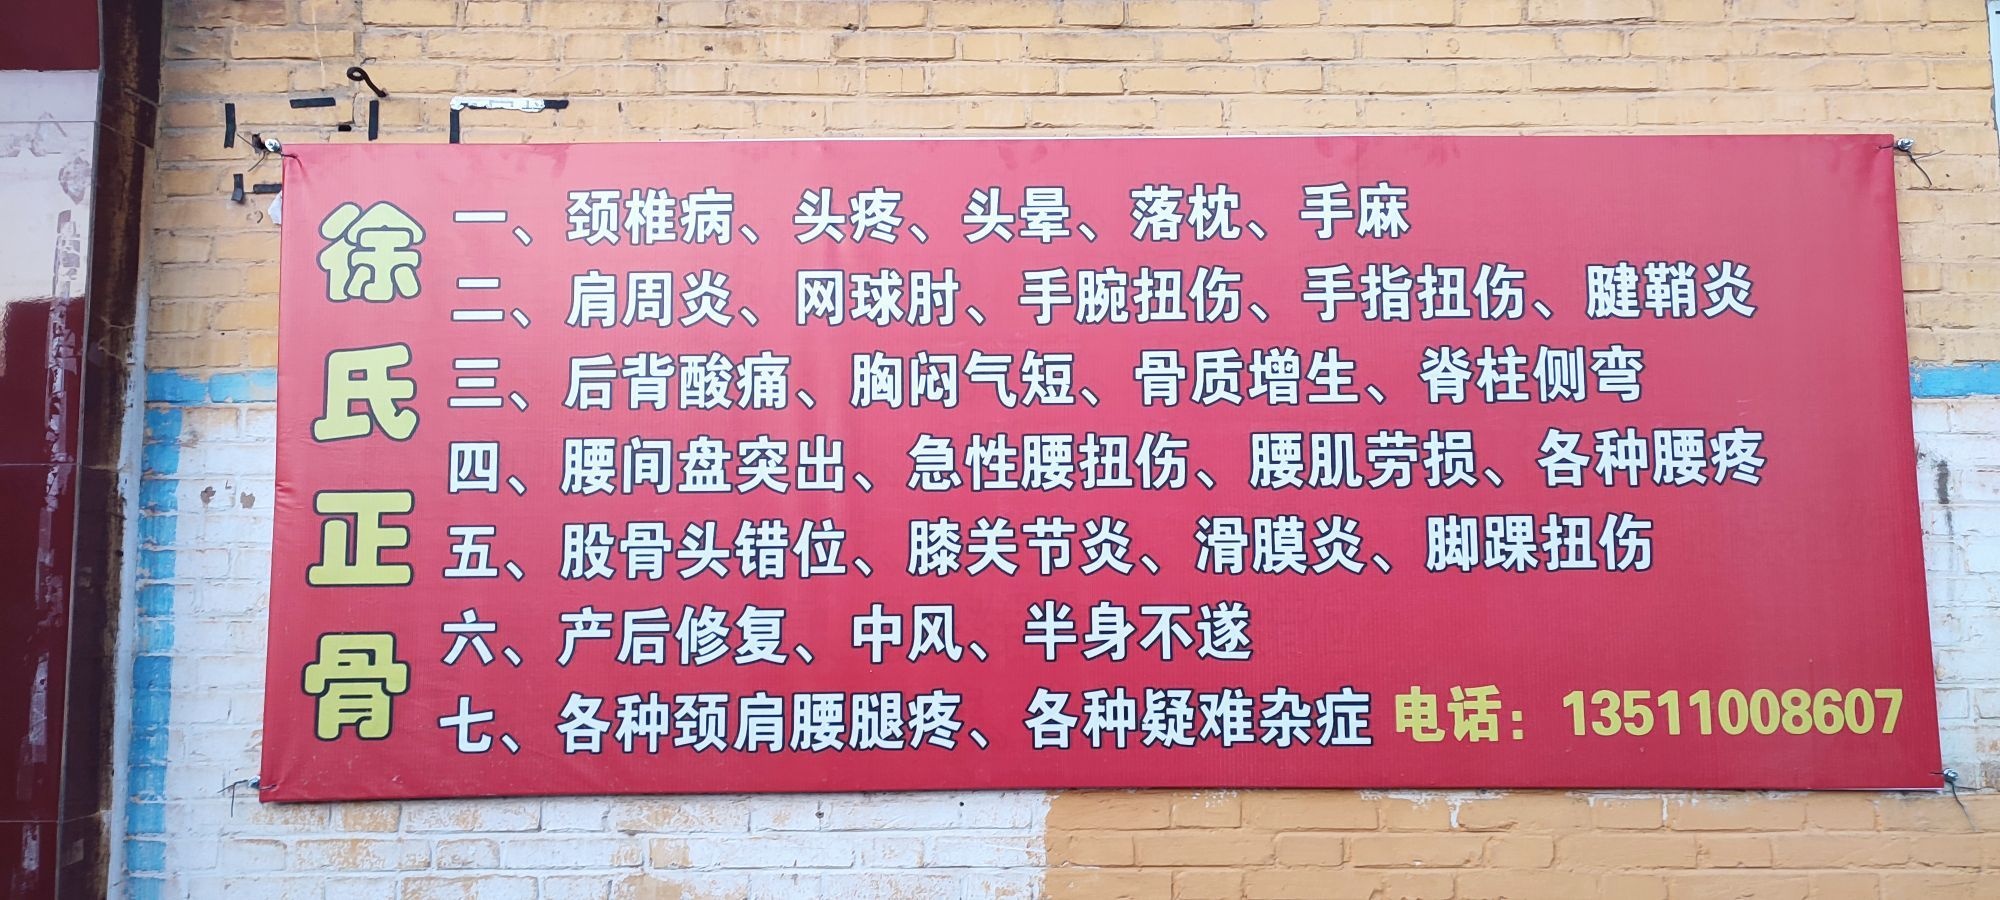 徐氏正骨
一、颈椎病、头疼、头晕、落枕、手麻
二、肩周炎、网球肘、手腕扭伤、手指扭伤、腱鞘炎
三、后背酸痛、胸闷气短、骨质增生、脊柱侧弯
四、腰间盘突出、急性腰扭伤、腰肌劳损、各种腰疼
五、股骨头错位、膝关节炎、滑膜炎、脚踝扭伤
六、产后修复、中风、半身不遂
七、各种颈肩腰腿疼、各种疑难杂症 电话：13511008607